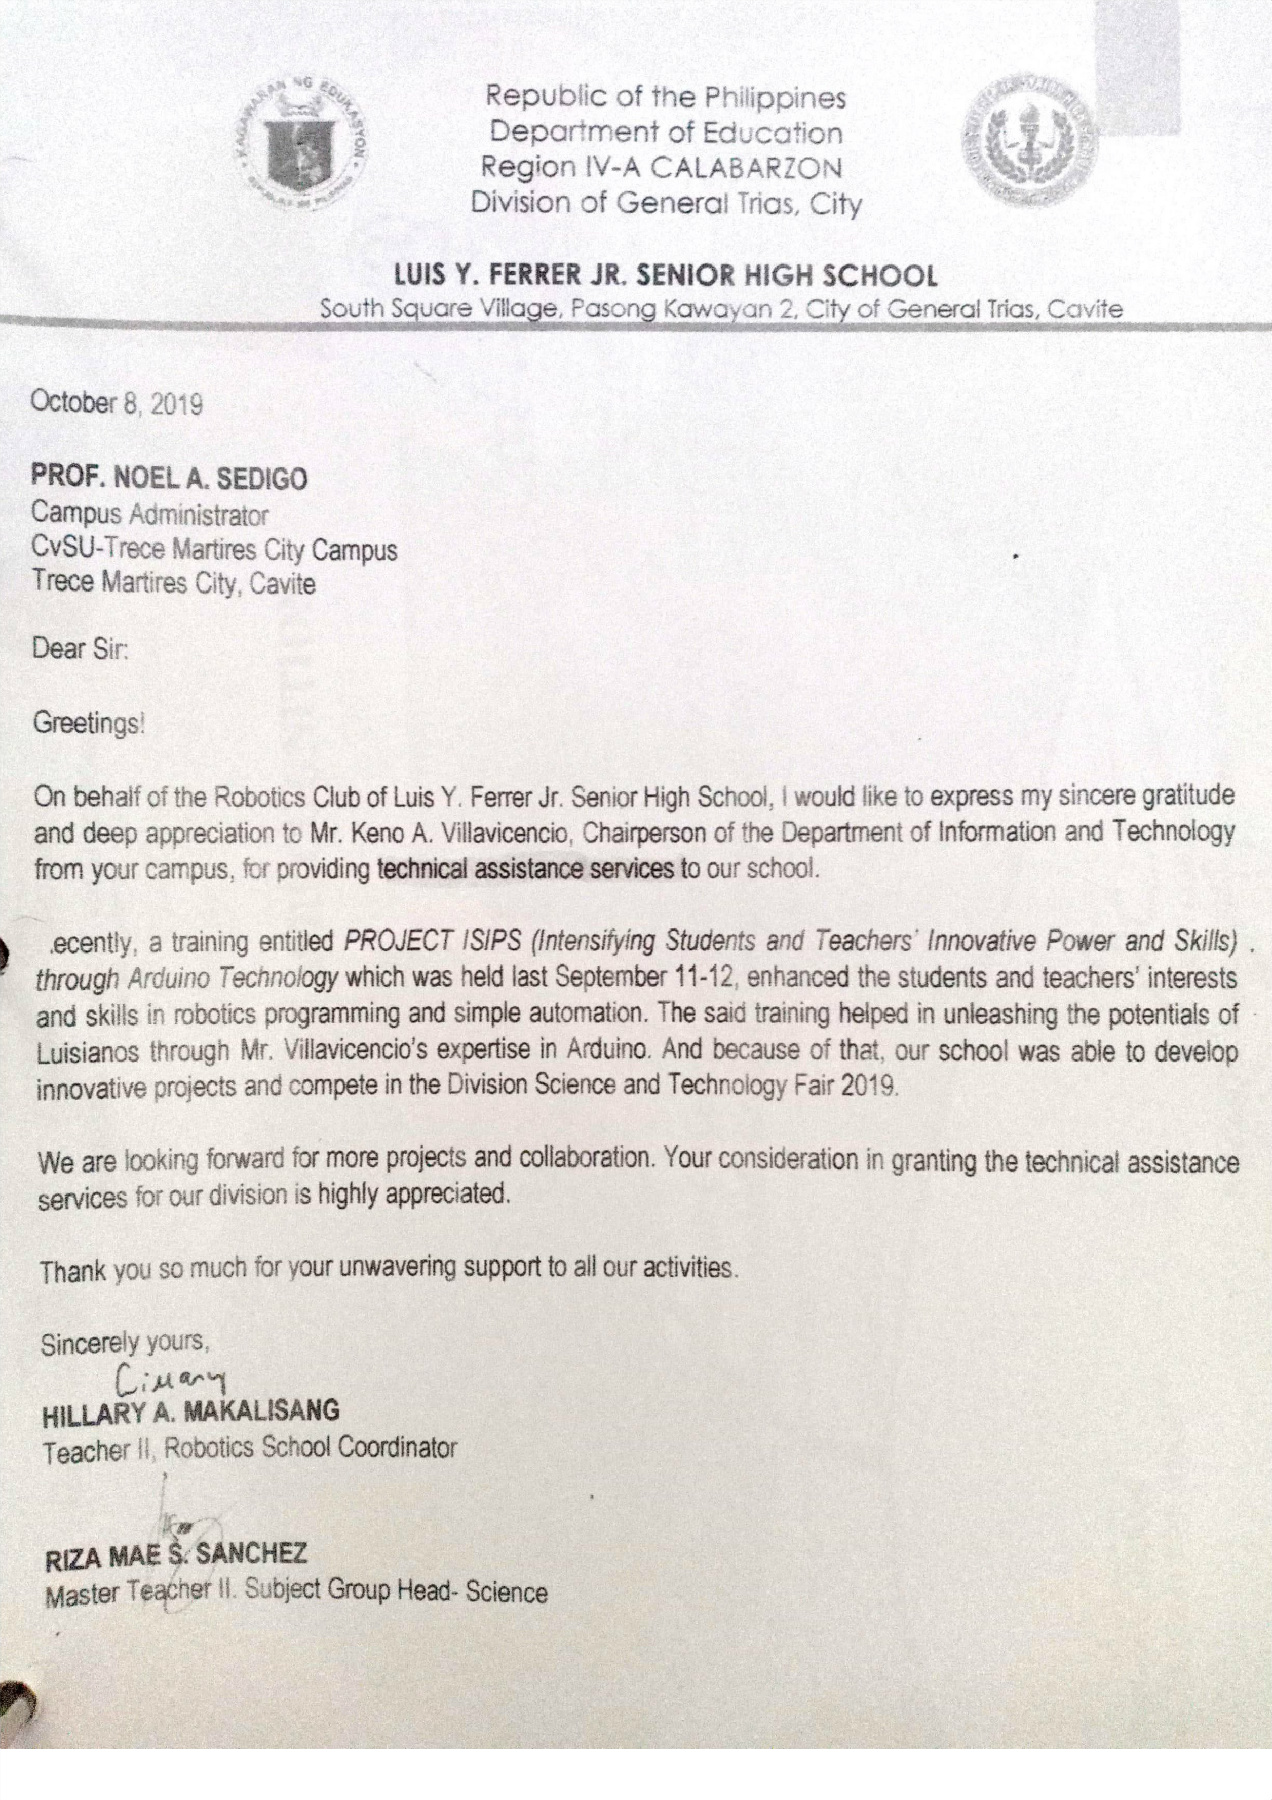 KAGAWARAN NG EDUKASYON
Republic of the Philippines
Department of Education
Region IV-A CALABARZON
Division of General Trias, City
LUIS Y. FERRER JR. SENIOR HIGH SCHOOL
South Square Village, Pasong Kawayan 2, City of General Trias, Cavite
October 8, 2019
PROF. NOEL A. SEDIGO
Campus Administrator
CvSU-Trece Martires City Campus
Trece Martires City, Cavite
Dear Sir:
Greetings!
On behalf of the Robotics Club of Luis Y. Ferrer Jr. Senior High School, I would like to express my sincere gratitude
and deep appreciation to Mr. Keno A. Villavicencio, Chairperson of the Department of Information and Technology
from your campus, for providing technical assistance services to our school.
.ecently, a training entitled PROJECT ISIPS (Intensifying Students and Teachers' Innovative Power and Skills)
through Arduino Technology which was held last September 11-12, enhanced the students and teachers' interests
and skills in robotics programming and simple automation. The said training helped in unleashing the potentials of
Luisianos through Mr. Villavicencio's expertise in Arduino. And because of that, our school was able to develop
innovative projects and compete in the Division Science and Technology Fair 2019.
We are looking forward for more projects and collaboration. Your consideration in granting the technical assistance
services for our division is highly appreciated.
Thank you so much for your unwavering support to all our activities.
Sincerely yours,
HILLARY A. MAKALISANG
Teacher II, Robotics School Coordinator
RIZA MAE S. SANCHEZ
Master Teacher II. Subject Group Head- Science